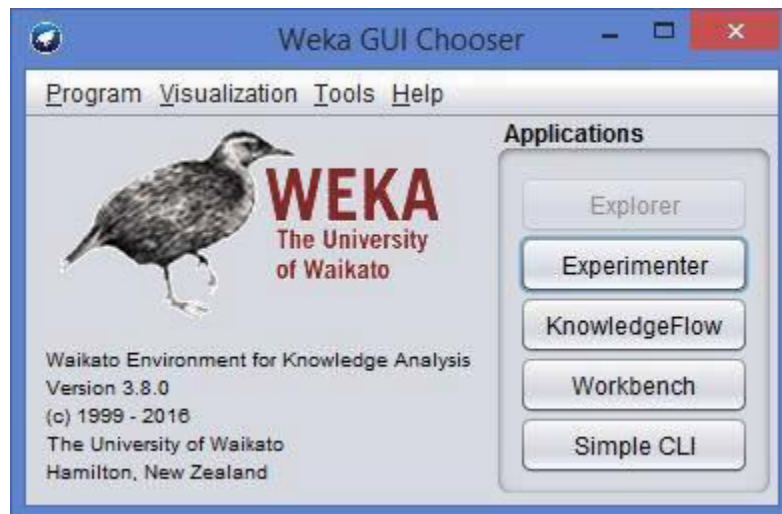 Weka GUI Chooser
Program Visualization Tools Help
WEKA
The University
of Waikato
Waikato Environment for Knowledge Analysis
Version 3.8.0
(c) 1999 - 2016
The University of Waikato
Hamilton, New Zealand
Applications
Explorer
Experimenter
KnowledgeFlow
Workbench
Simple CLI